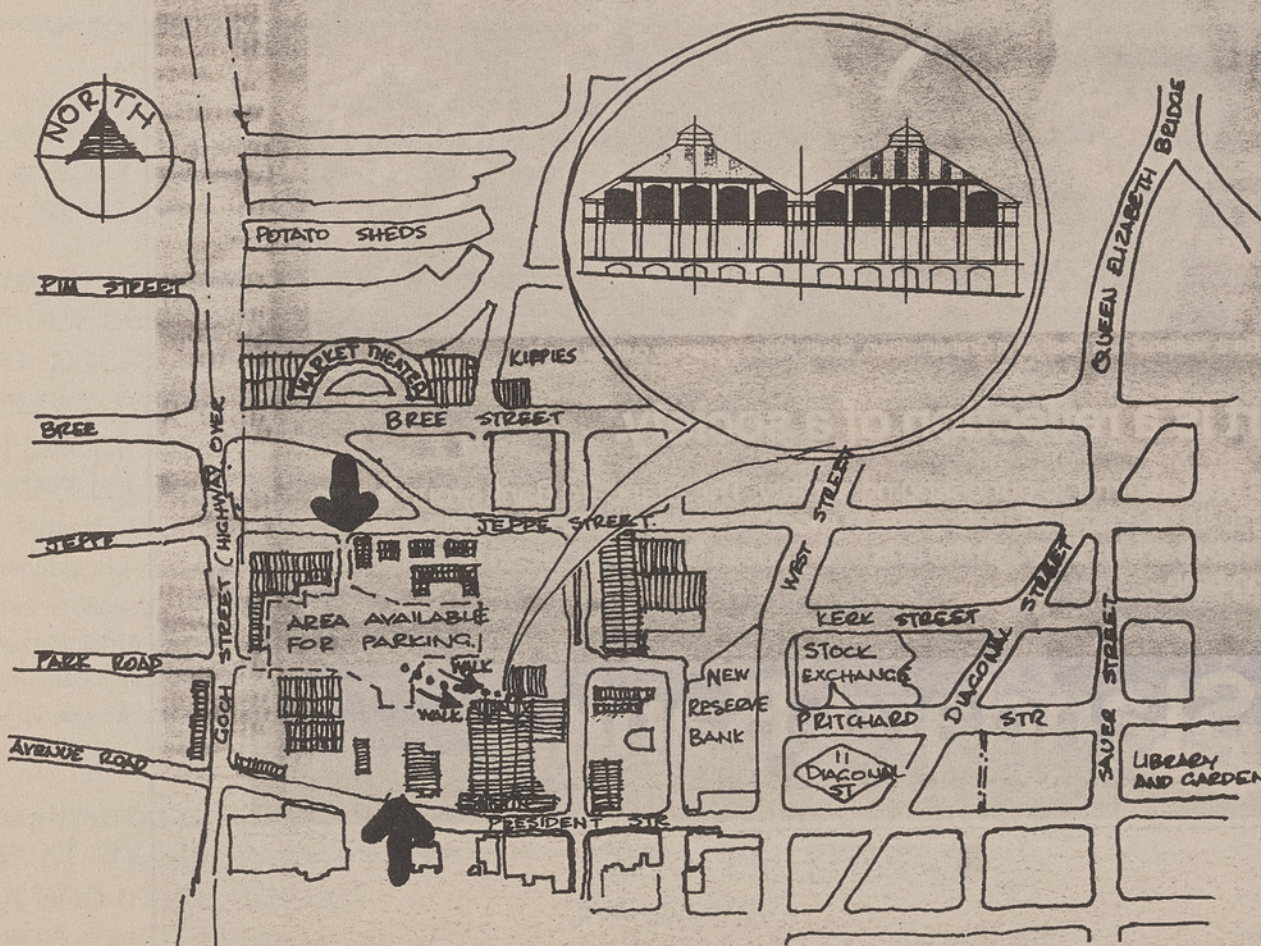 NORTH
QUEEN ELIZABETH BRIDGE
POTATO SHEDS
PIM STREET
MARKET THEATRE
KIPPIES
BREE STREET
BREE
GOCH STREET (HIGHWAY OVER
JEPPE STREET.
WEST STREET
JEPPE
KERK STREET
AREA AVAILABLE
FOR PARKING.
STOCK
EXCHANGE
DIAGONAL STREET
SAUER STREET
PARK ROAD
WALK
WALK
NEW
RESERVE
BANK
PRITCHARD STR
AVENUE ROAD
11
DIAGONAL
ST
LIBRARY
AND GARDEN
PRESIDENT STR